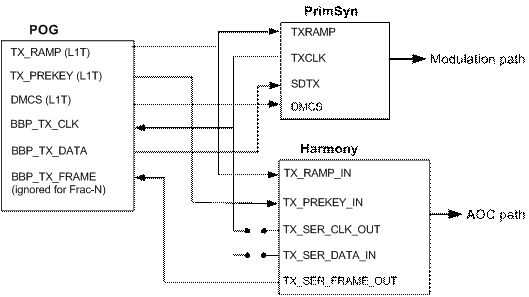 POG
TX_RAMP (L1T)
TX_PREKEY (L1T)
DMCS (L1T)
BBP_TX_CLK
BBP_TX_DATA
BBP_TX_FRAME
(ignored for Frac-N)
PrimSyn
TXRAMP
TXCLK
SDTX
DMCS
Modulation path
Harmony
TX_RAMP_IN
TX_PREKEY_IN
TX_SER_CLK_OUT
TX_SER_DATA_IN
TX_SER_FRAME_OUT
AOC path